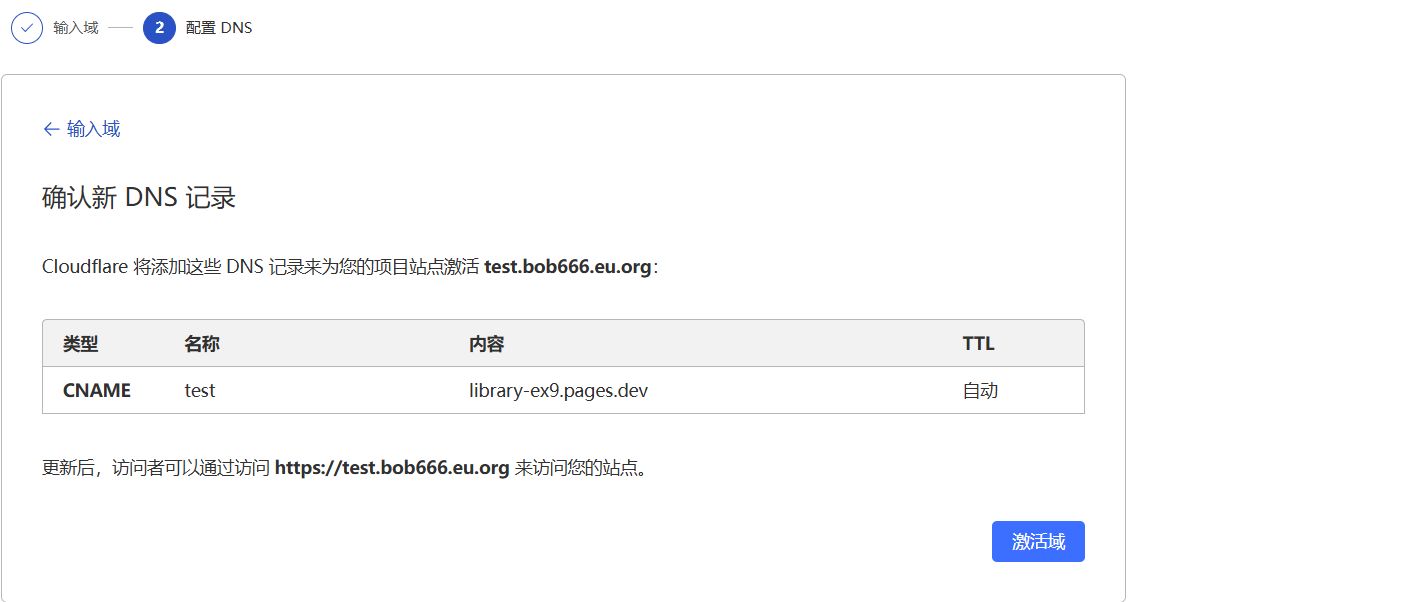 输入域 2 配置 DNS
← 输入域
确认新 DNS 记录
Cloudflare 将添加这些 DNS 记录来为您的项目站点激活 test.bob666.eu.org：
类型 名称 内容 TTL
CNAME test library-ex9.pages.dev 自动
更新后，访问者可以通过访问 https://test.bob666.eu.org 来访问您的站点。
激活域